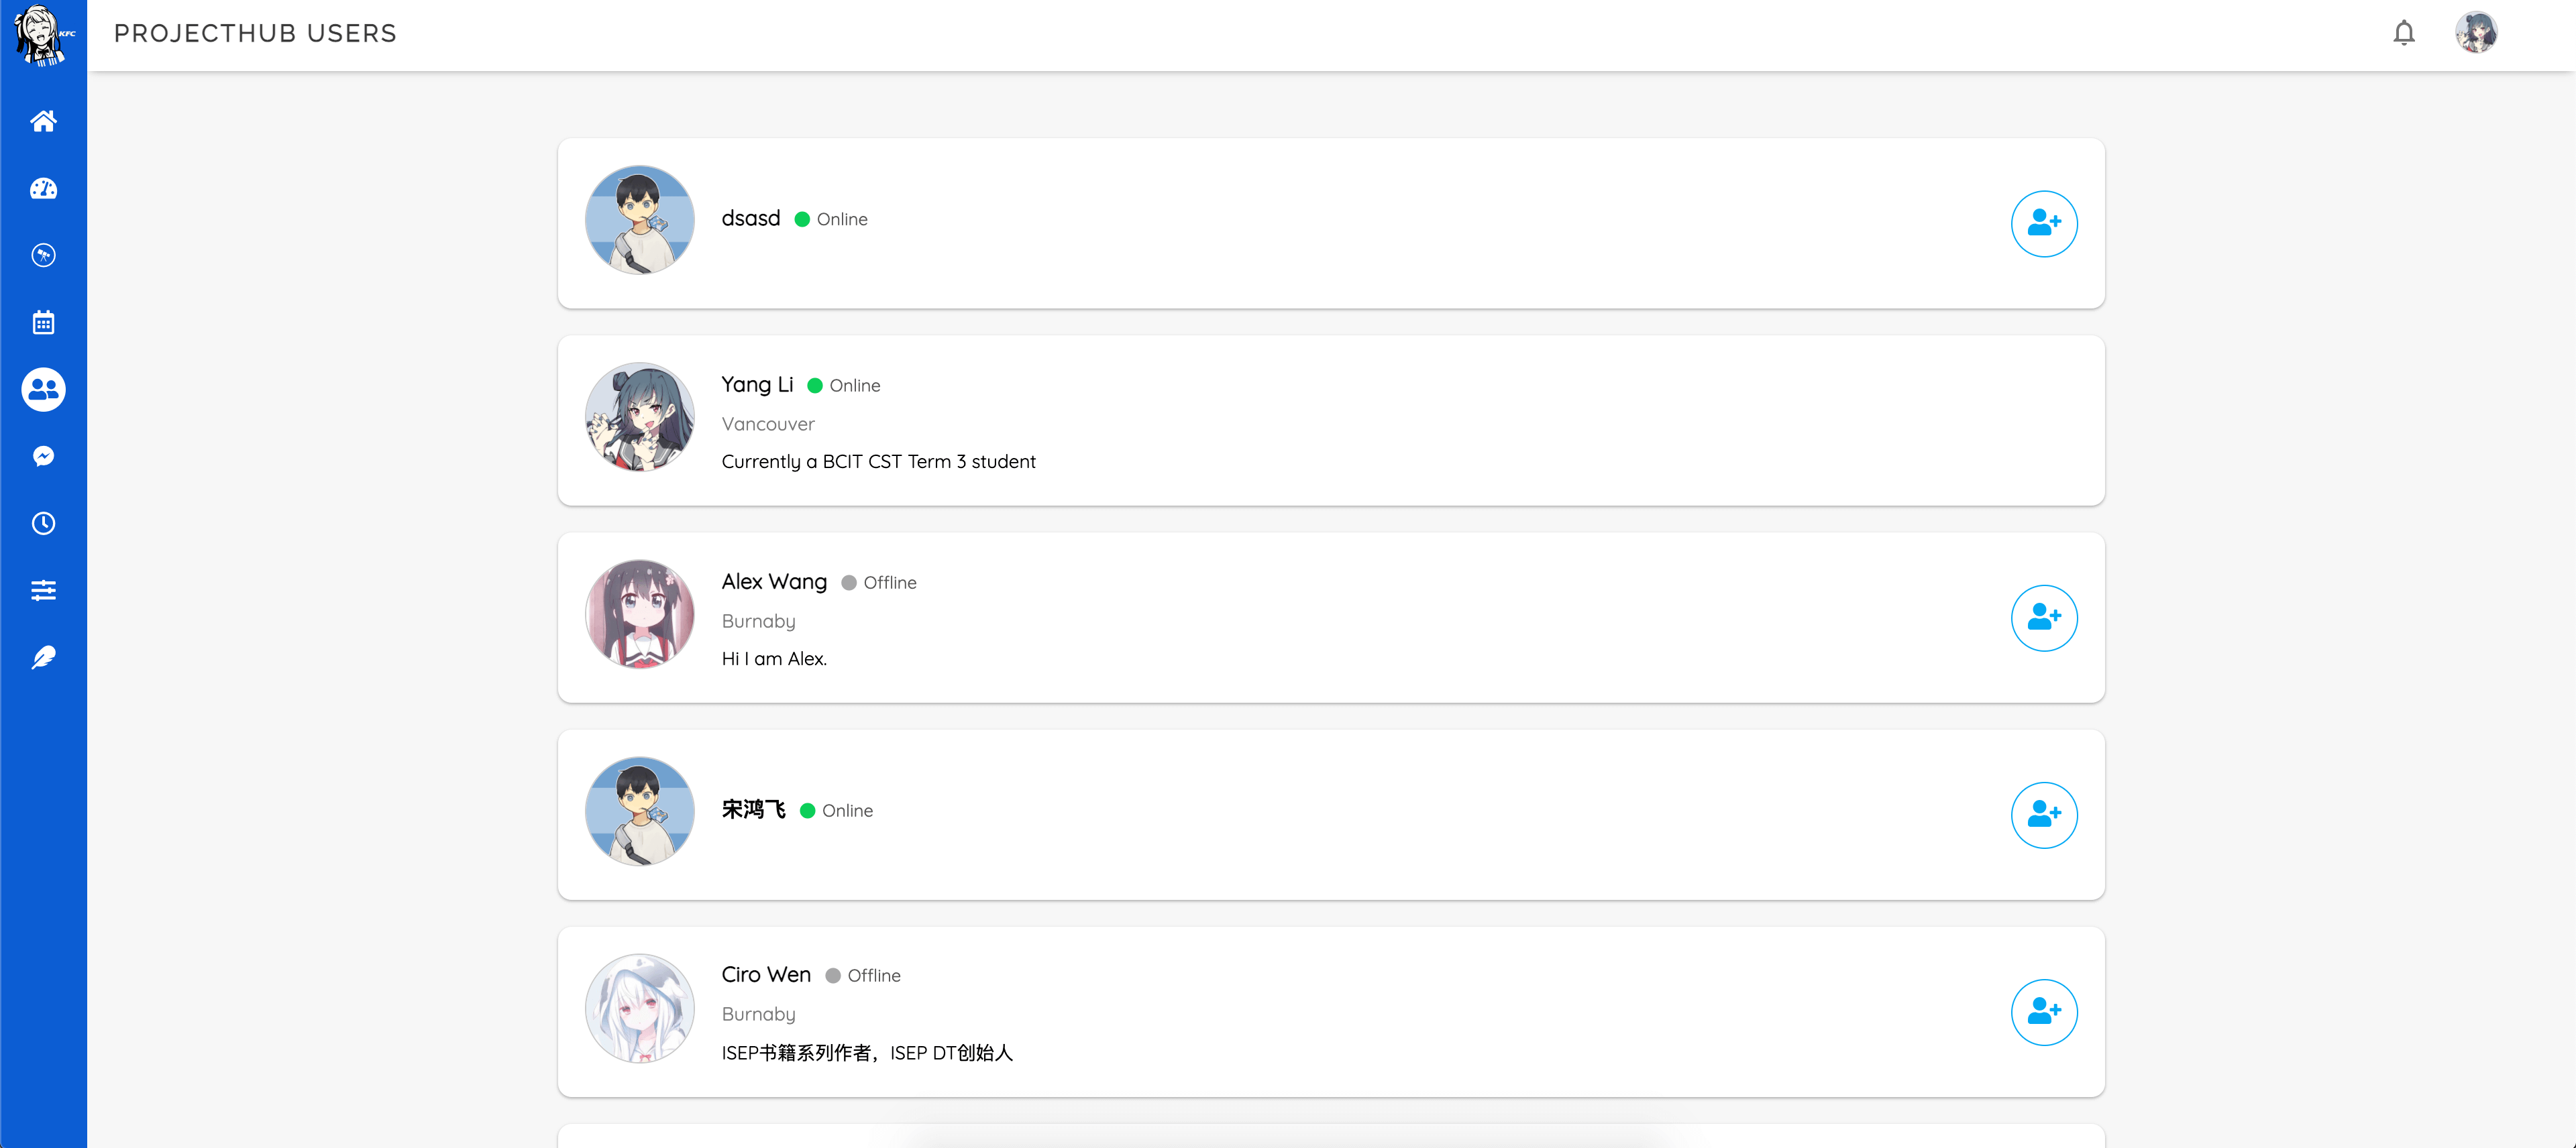 KFC
PROJECTHUB USERS
dsasd Online
Yang Li Online
Vancouver
Currently a BCIT CST Term 3 student
Alex Wang Offline
Burnaby
Hi I am Alex.
宋鸿飞 Online
Ciro Wen Offline
Burnaby
ISEP书籍系列作者，ISEP DT创始人